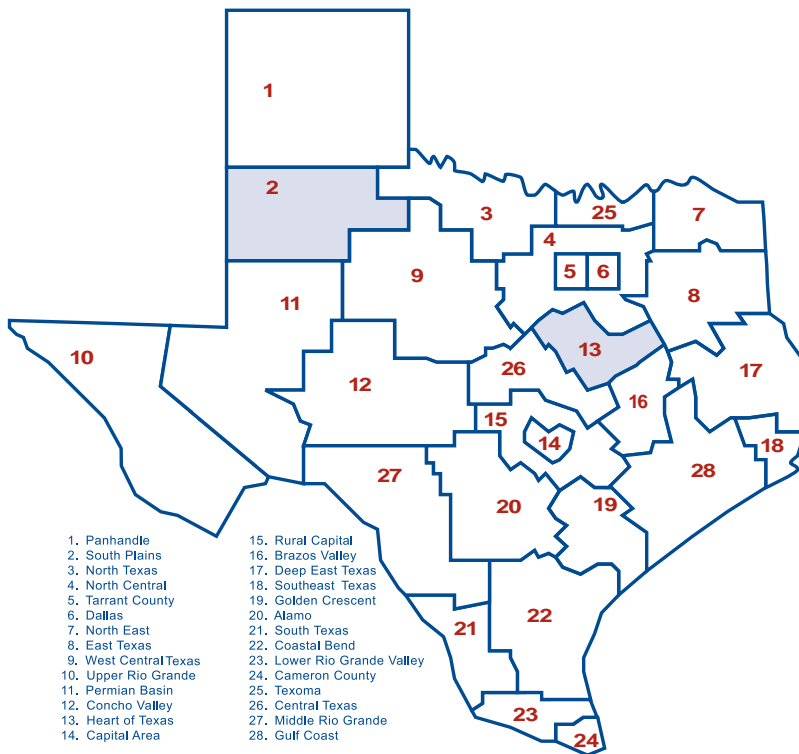 1
2
3
25
7
4
5
6
9
8
11
10
13
17
12
26
16
15
14
18
28
27
20
19
22
21
23
24
1. Panhandle
2. South Plains
3. North Texas
4. North Central
5. Tarrant County
6. Dallas
7. North East
8. East Texas
9. West Central Texas
10. Upper Rio Grande
11. Permian Basin
12. Concho Valley
13. Heart of Texas
14. Capital Area
15. Rural Capital
16. Brazos Valley
17. Deep East Texas
18. Southeast Texas
19. Golden Crescent
20. Alamo
21. South Texas
22. Coastal Bend
23. Lower Rio Grande Valley
24. Cameron County
25. Texoma
26. Central Texas
27. Middle Rio Grande
28. Gulf Coast